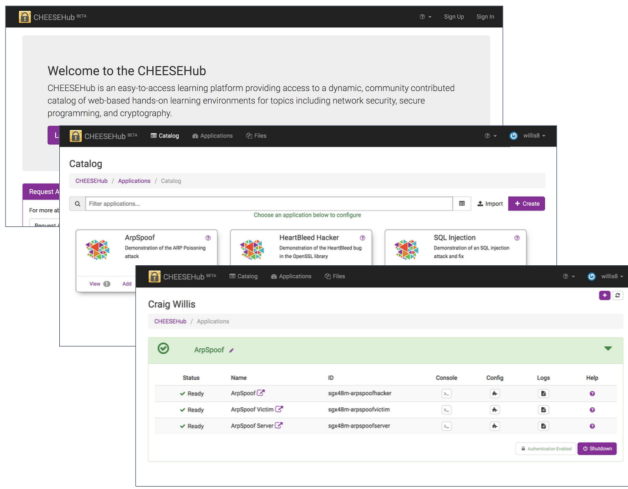 CHEESEHub BETA
Sign Up Sign In
Welcome to the CHEESEHub
CHEESEHub is an easy-to-access learning platform providing access to a dynamic, community contributed
catalog of web-based hands-on learning environments for topics including network security, secure
programming, and cryptography.
L
Request A
For more ab
CHEESEHub BETA Catalog Applications Files willis8
Catalog
CHEESEHub / Applications / Catalog
Filter applications... Import + Create
Choose an application below to configure
ArpSpoof
Demonstration of the ARP Poisoning
attack
View Add
HeartBleed Hacker
Demonstration of the HeartBleed bug
in the OpenSSL library
SQL Injection
Demonstration of an SQL injection
attack and fix
CHEESEHub BETA Catalog Applications Files willis8
Craig Willis
CHEESEHub / Applications
ArpSpoof
Status Name ID Console Config Logs Help
Ready ArpSpoof sgx48m-arpspoofhacker
Ready ArpSpoof Victim sgx48m-arpspoofvictim
Ready ArpSpoof Server sgx48m-arpspoofserver
Authentication Enabled Shutdown